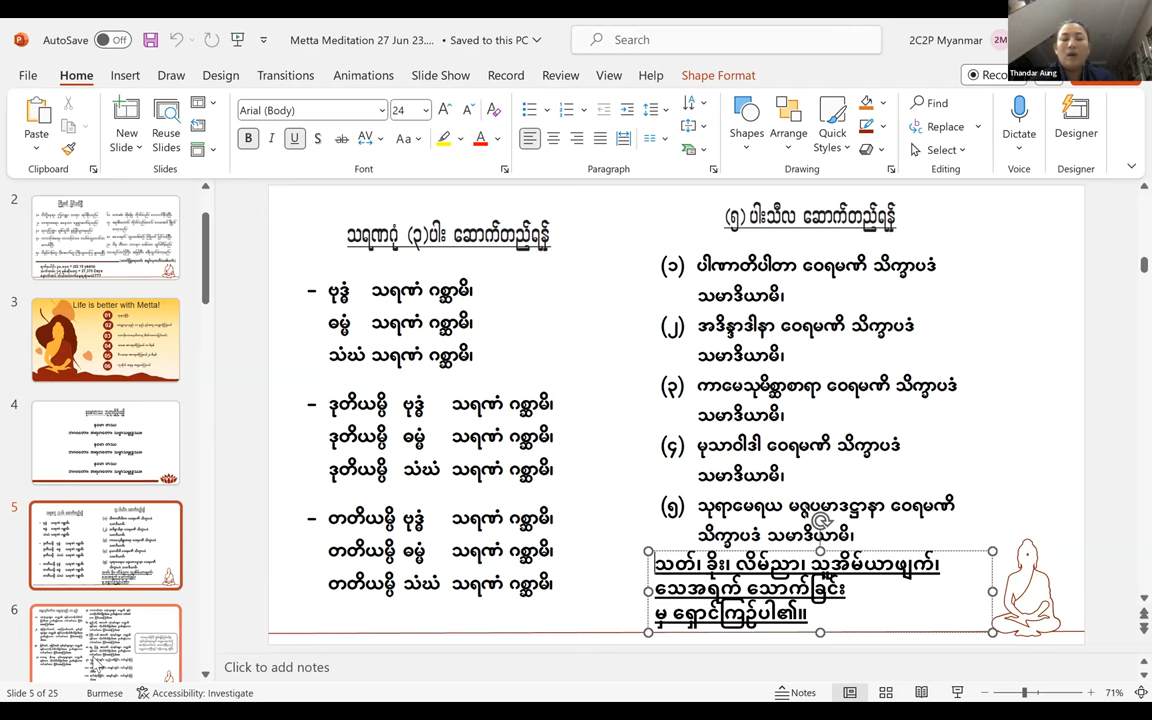 AutoSave Off
Metta Meditation 27 Jun 23.... • Saved to this PC
Search
2C2P Myanmar
2M
Thandar Aung
File Home Insert Draw Design Transitions Animations Slide Show Record Review View Help Shape Format
Reco
Paste
New Slide
Reuse Slides
Arial (Body)
24
Shapes
Arrange
Quick Styles
Find
Replace
Select
Dictate
Designer
Clipboard
Slides
Font
Paragraph
Drawing
Editing
Voice
Designer
2
3
Life is better with Metta!
01
02
03
04
05
06
4
5
6
သရဏဂုံ (၃)ပါး ဆောက်တည်ရန်
– ဗုဒ္ဓံ သရဏံ ဂစ္ဆာမိ၊
ဓမ္မံ သရဏံ ဂစ္ဆာမိ၊
သံဃံ သရဏံ ဂစ္ဆာမိ၊
– ဒုတိယမ္ပိ ဗုဒ္ဓံ သရဏံ ဂစ္ဆာမိ၊
ဒုတိယမ္ပိ ဓမ္မံ သရဏံ ဂစ္ဆာမိ၊
ဒုတိယမ္ပိ သံဃံ သရဏံ ဂစ္ဆာမိ၊
– တတိယမ္ပိ ဗုဒ္ဓံ သရဏံ ဂစ္ဆာမိ၊
တတိယမ္ပိ ဓမ္မံ သရဏံ ဂစ္ဆာမိ၊
တတိယမ္ပိ သံဃံ သရဏံ ဂစ္ဆာမိ၊
(၅) ပါးသီလ ဆောက်တည်ရန်
(၁) ပါဏာတိပါတာ ဝေရမဏိ သိက္ခာပဒံ
သမာဒိယာမိ၊
(၂) အဒိန္နာဒါနာ ဝေရမဏိ သိက္ခာပဒံ
သမာဒိယာမိ၊
(၃) ကာမေသုမိစ္ဆာစာရာ ဝေရမဏိ သိက္ခာပဒံ
သမာဒိယာမိ၊
(၄) မုသာဝါဒါ ဝေရမဏိ သိက္ခာပဒံ
သမာဒိယာမိ၊
(၅) သုရာမေရယ မဇ္ဇပမာဒဋ္ဌာနာ ဝေရမဏိ
သိက္ခာပဒံ သမာဒိယာမိ၊
သတ်၊ ခိုး၊ လိမ်ညာ၊ သူ့အိမ်ယာဖျက်၊
သေအရက် သောက်ခြင်း
မှ ရှောင်ကြဉ်ပါ၏။
Click to add notes
Slide 5 of 25
Burmese
Accessibility: Investigate
Notes
71%